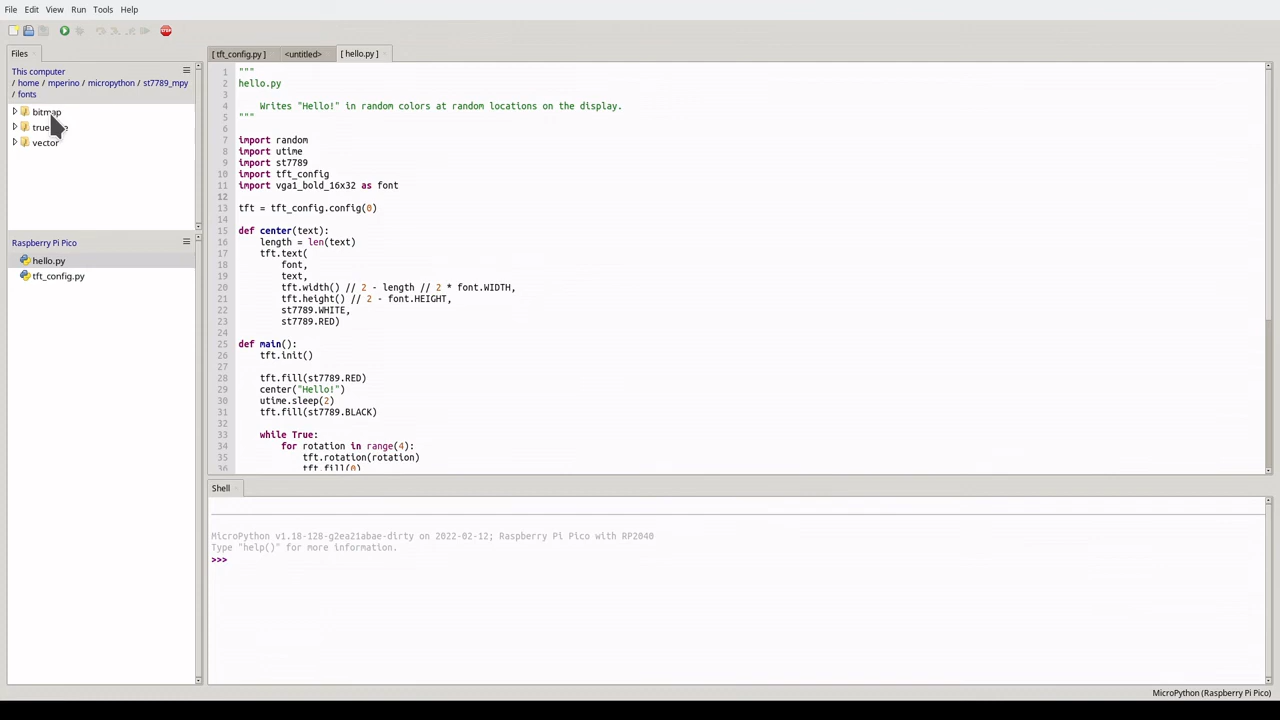 File Edit View Run Tools Help
Files
This computer
/ home / mperino / micropython / st7789_mpy
/ fonts
bitmap
vector
Raspberry Pi Pico
hello.py
tft_config.py
[ tft_config.py ] <untitled> [ hello.py ]
1 """
2 hello.py
3
4 Writes "Hello!" in random colors at random locations on the display.
5 """
6
7 import random
8 import utime
9 import st7789
10 import tft_config
11 import vga1_bold_16x32 as font
12
13 tft = tft_config.config(0)
14
15 def center(text):
16 length = len(text)
17 tft.text(
18 font,
19 text,
20 tft.width() // 2 - length // 2 * font.WIDTH,
21 tft.height() // 2 - font.HEIGHT,
22 st7789.WHITE,
23 st7789.RED)
24
25 def main():
26 tft.init()
27
28 tft.fill(st7789.RED)
29 center("Hello!")
30 utime.sleep(2)
31 tft.fill(st7789.BLACK)
32
33 while True:
34 for rotation in range(4):
35 tft.rotation(rotation)
36 tft.fill(0)
Shell
MicroPython v1.18-128-g2ea21abae-dirty on 2022-02-12; Raspberry Pi Pico with RP2040
Type "help()" for more information.
>>>
MicroPython (Raspberry Pi Pico)